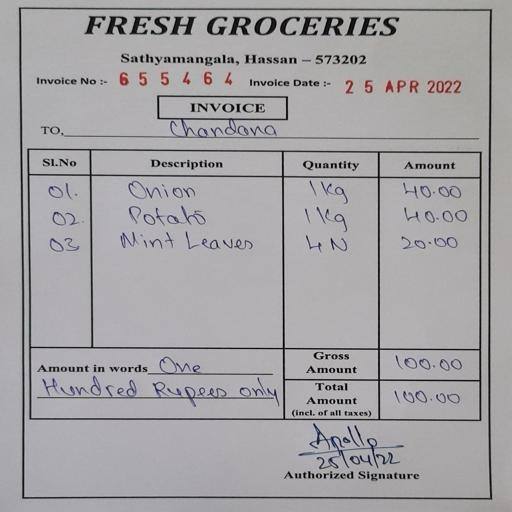 FRESH GROCERIES
Sathyamangala, Hassan – 573202
Invoice No :- 655464 Invoice Date :- 25 APR 2022
INVOICE
TO, Chandana
Sl.No Description Quantity Amount
01. Onion 1kg 40.00
02. Potato 1kg 40.00
03 Mint Leaves 4N 20.00
Amount in words One
Hundred Rupees only
Gross Amount 100.00
Total Amount (incl. of all taxes) 100.00
Apollo
25/04/22
Authorized Signature